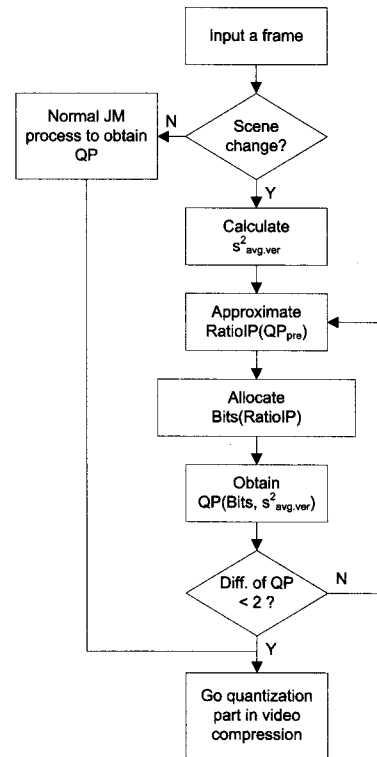 Input a frame
Scene
change?
N
Normal JM
process to obtain
QP
Y
Calculate
s²avg.ver
Approximate
RatioIP(QPpre)
Allocate
Bits(RatioIP)
Obtain
QP(Bits, s²avg.ver)
Diff. of QP
< 2 ?
N
Y
Go quantization
part in video
compression